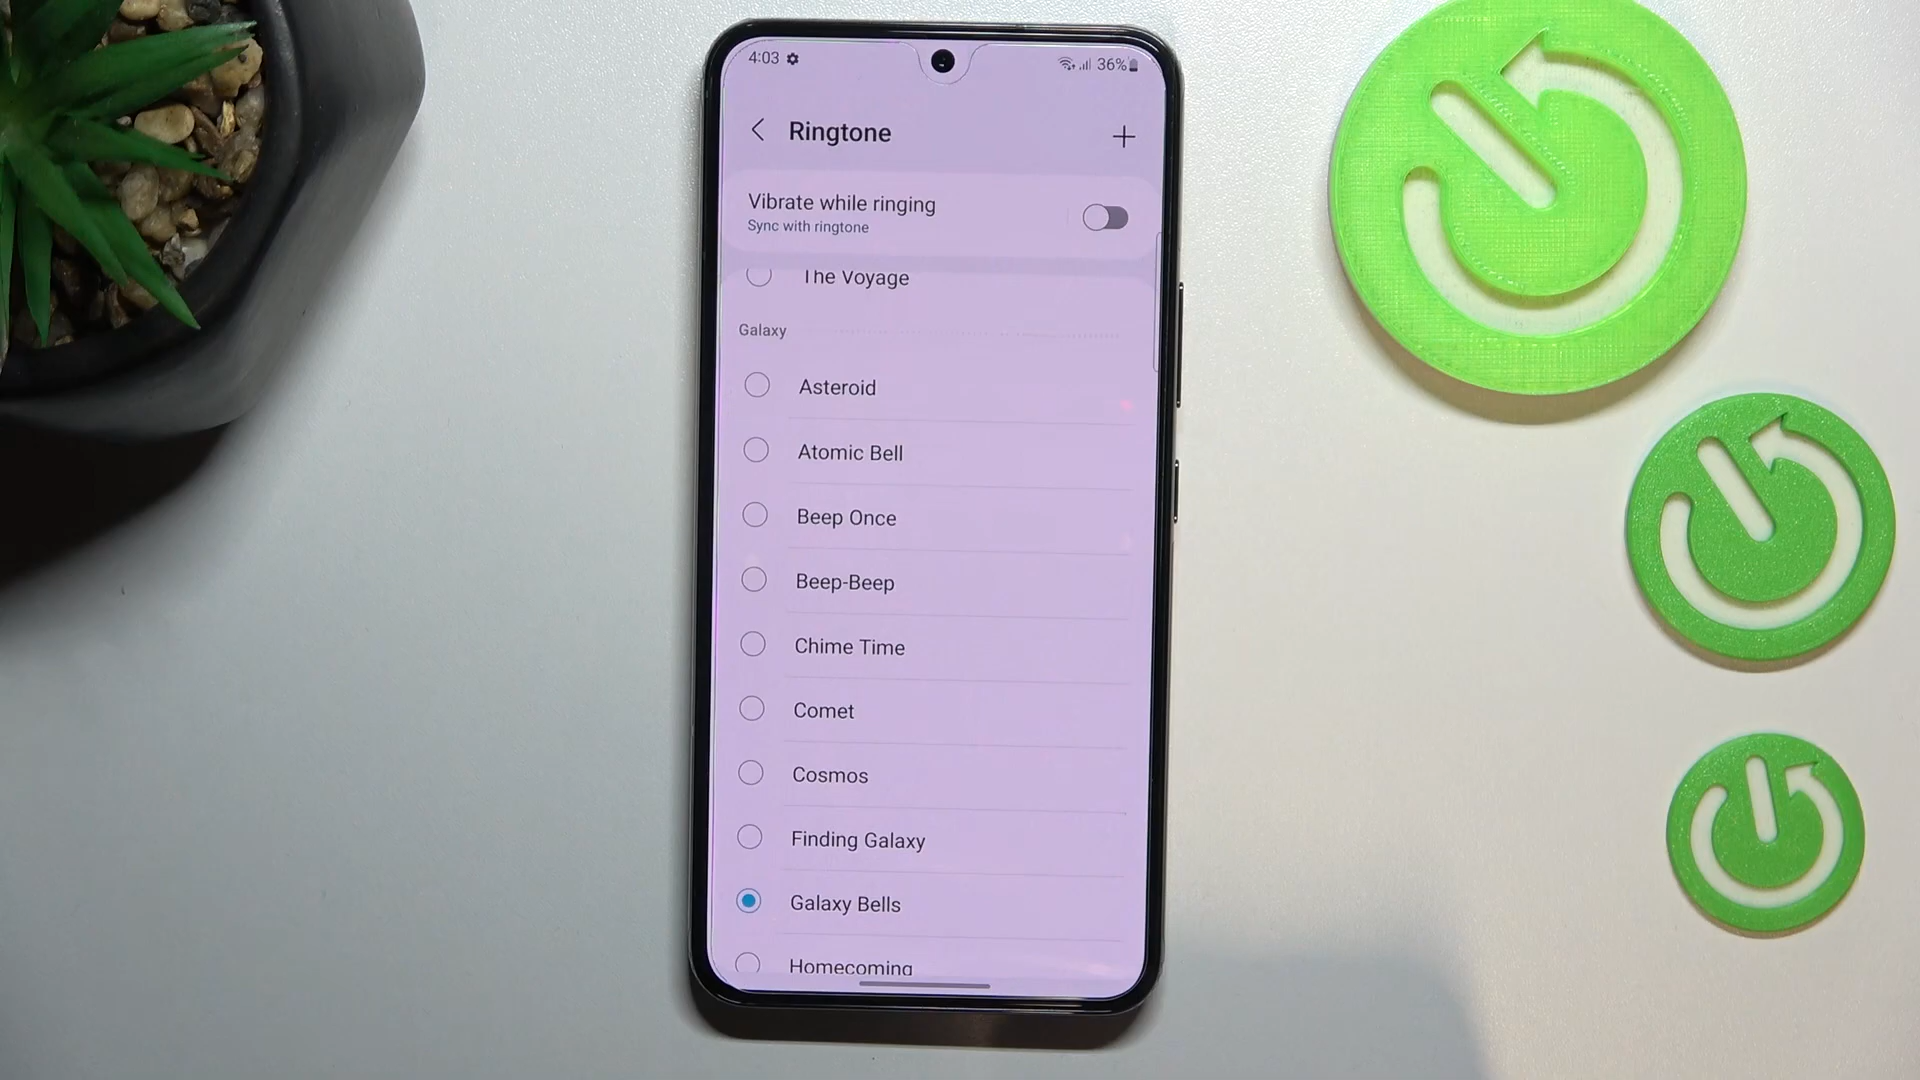 4:03 36%
Ringtone
Vibrate while ringing
Sync with ringtone
The Voyage
Galaxy
Asteroid
Atomic Bell
Beep Once
Beep-Beep
Chime Time
Comet
Cosmos
Finding Galaxy
Galaxy Bells
Homecoming